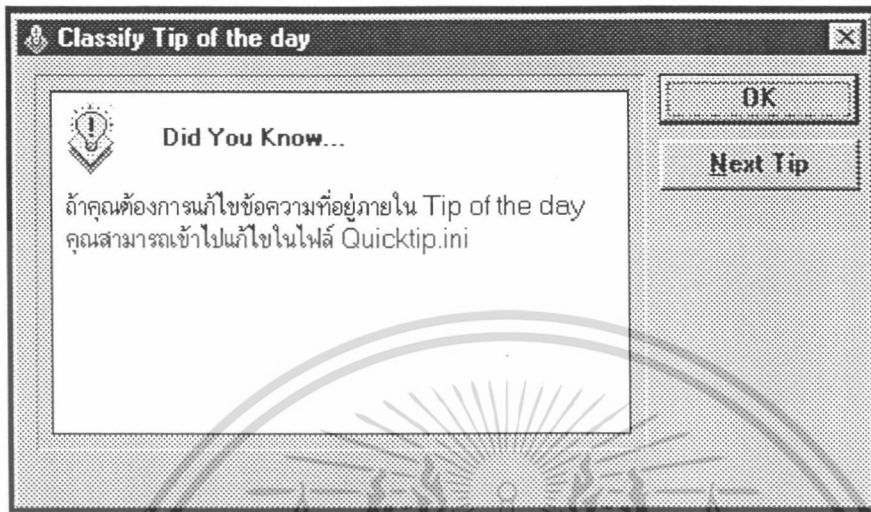 Classify Tip of the day
OK
Did You Know...
Next Tip
ถ้าคุณต้องการแก้ไขข้อความที่อยู่ภายใน Tip of the day
คุณสามารถเข้าไปแก้ไขในไฟล์ Quicktip.ini